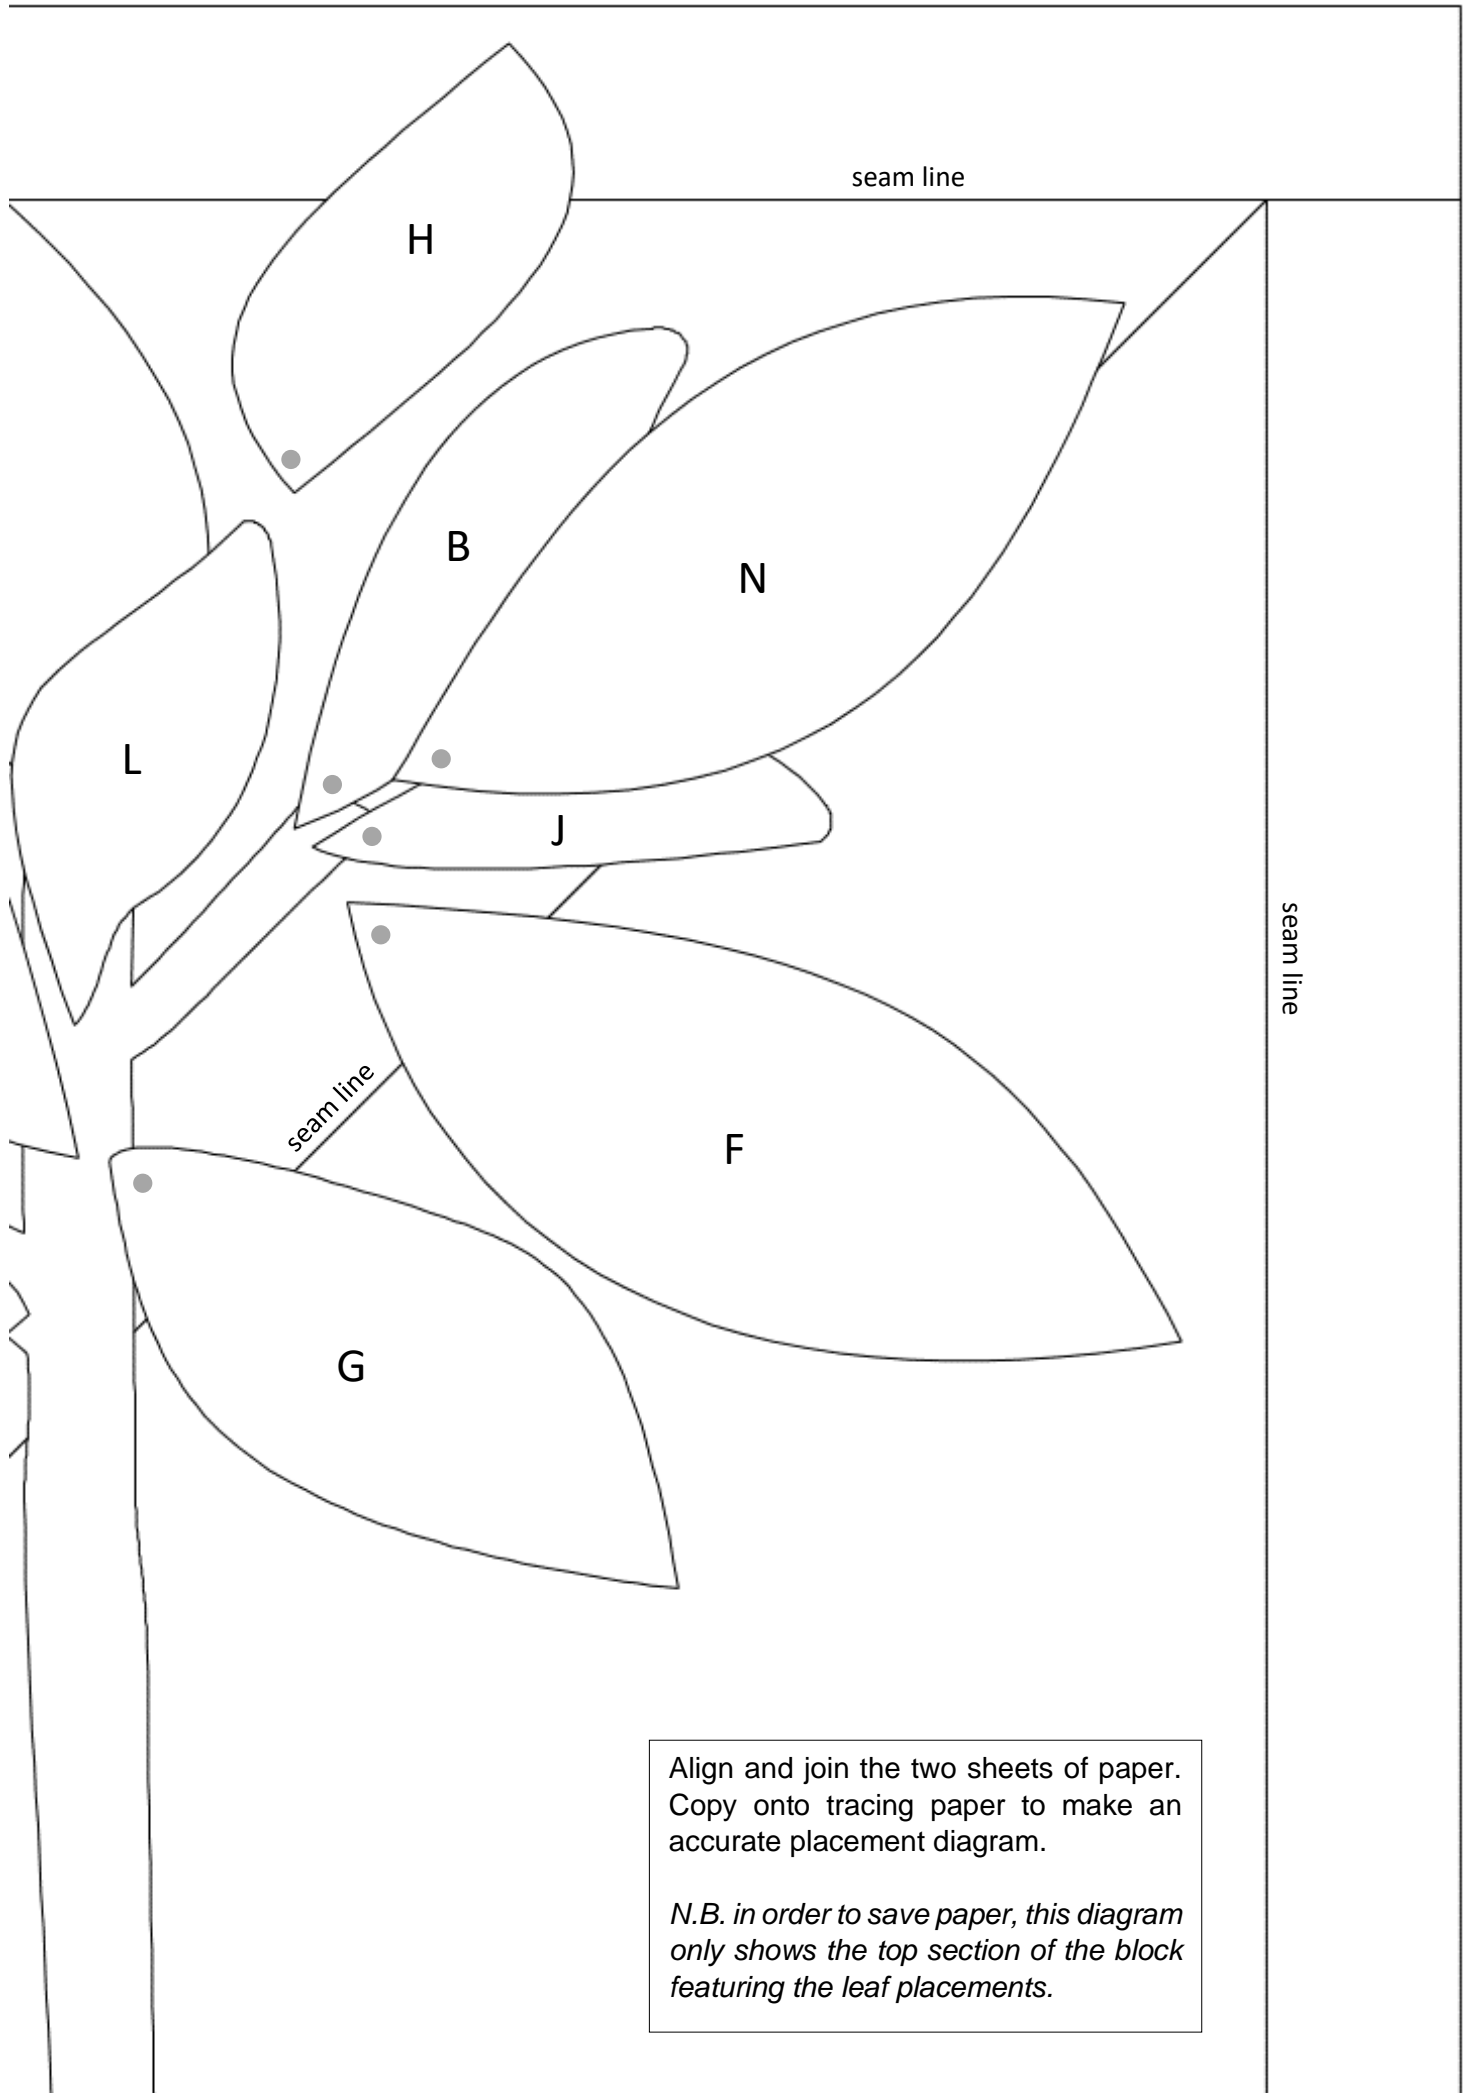 seam line
H
B
N
L
J
seam line
seam line
F
G
Align and join the two sheets of paper.
Copy onto tracing paper to make an
accurate placement diagram.
N.B. in order to save paper, this diagram
only shows the top section of the block
featuring the leaf placements.